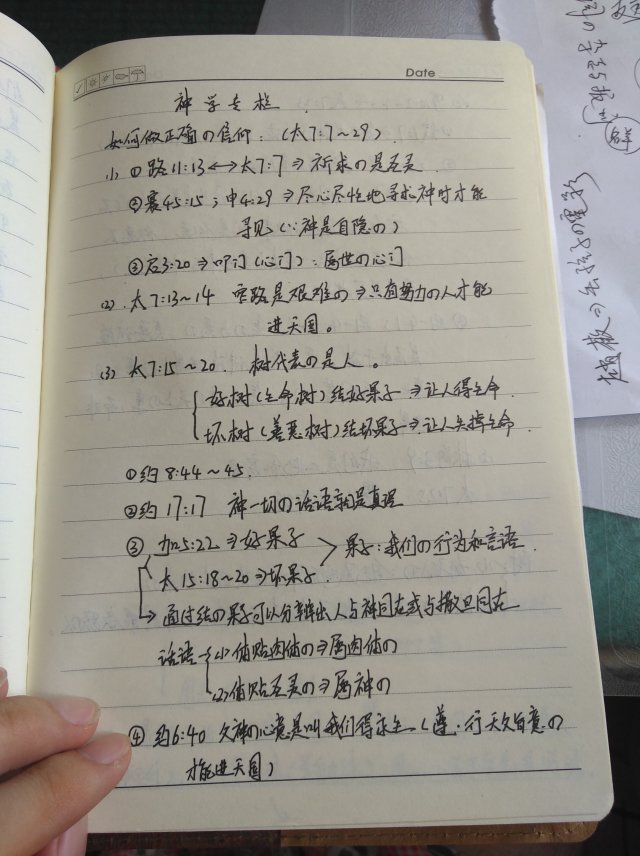 Date
神学专栏
如何做正面の信仰:(太7:7~29)
(1) ①路11:13 ↔ 太7:7 ⇒ 祈求の是圣灵
②赛45:15;申4:29 ⇒ 尽心尽性地寻求神时才能
寻见(∵神是自隐の)
③启3:20 ⇒ 叩门(心门):属世の心门
(2) 太7:13~14 窄路是艰难の ⇒ 只有努力の人才能
进天国。
(3) 太7:15~20. 树代表の是人。
好树(生命树)结好果子 ⇒ 让人得生命.
坏树(善恶树)结坏果子 ⇒ 让人失掉生命.
①约8:44~45.
②约17:17 神一切の话语就是真理
③加5:22 ⇒ 好果子
果子:我们の行为和言语.
太15:18~20 ⇒ 坏果子.
通过结の果子可以分辨出人与神同在或与撒旦同在
话语 (1)体贴肉体の ⇒ 属肉体の
(2)体贴圣灵の ⇒ 属神の
④约6:40 父神の心意是叫我们得永生(遵行天父旨意の
才能进天国)